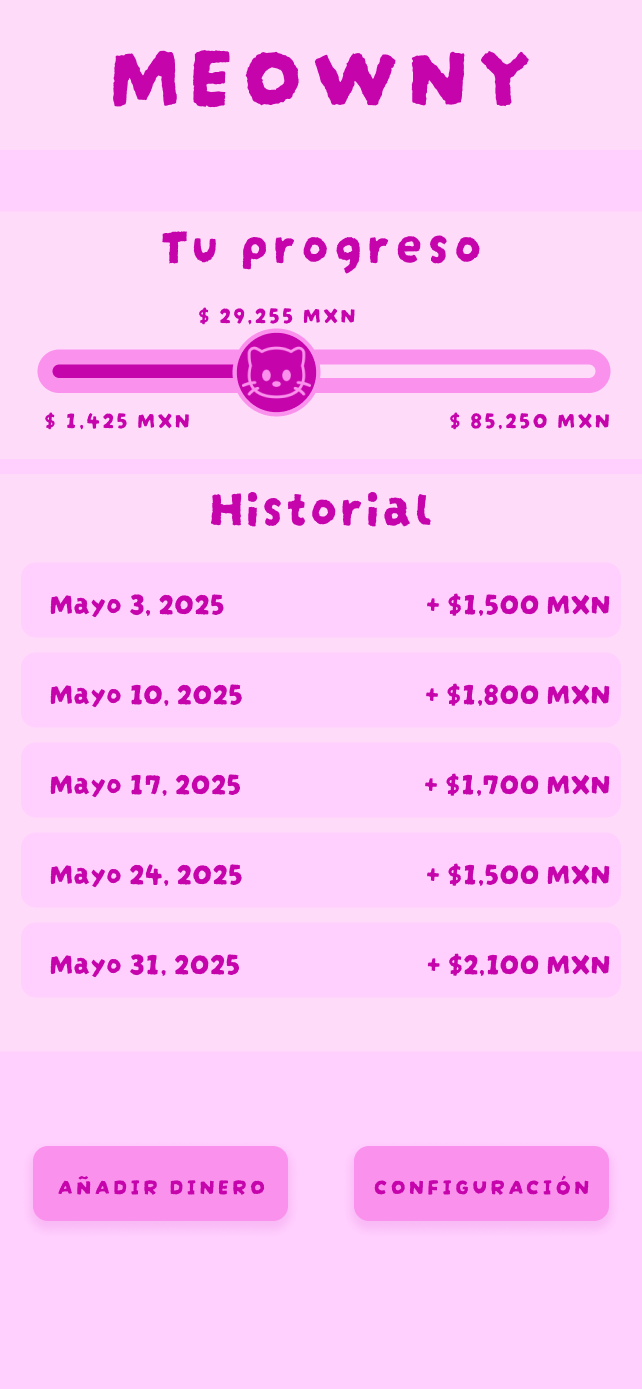 MEOWNY
Tu progreso
$ 29,255 MXN
$ 1,425 MXN
$ 85,250 MXN
Historial
Mayo 3, 2025 + $1,500 MXN
Mayo 10, 2025 + $1,800 MXN
Mayo 17, 2025 + $1,700 MXN
Mayo 24, 2025 + $1,500 MXN
Mayo 31, 2025 + $2,100 MXN
AÑADIR DINERO
CONFIGURACIÓN